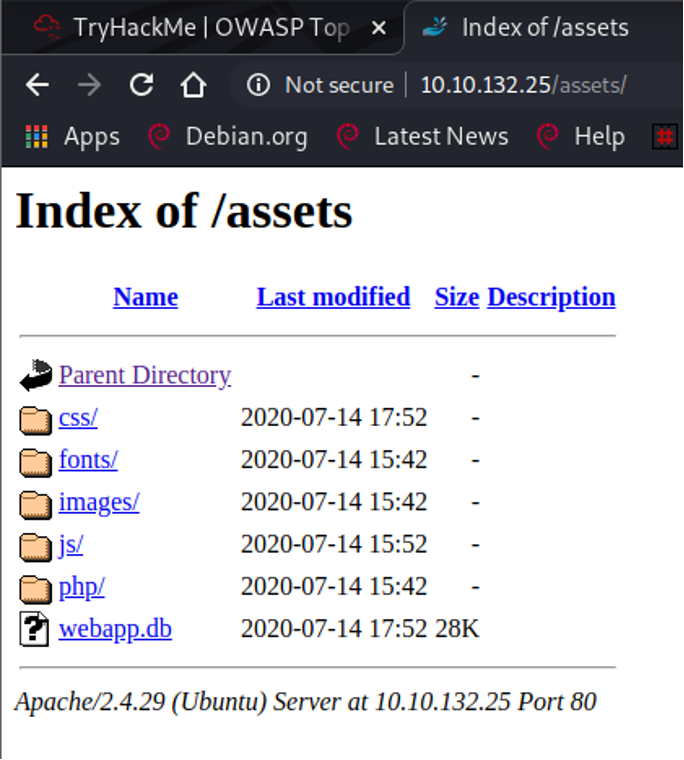 TryHackMe | OWASP Top
Index of /assets
Not secure 10.10.132.25/assets/
Apps Debian.org Latest News Help
Index of /assets
Name Last modified Size Description
Parent Directory -
css/ 2020-07-14 17:52 -
fonts/ 2020-07-14 15:42 -
images/ 2020-07-14 15:42 -
js/ 2020-07-14 15:52 -
php/ 2020-07-14 15:42 -
webapp.db 2020-07-14 17:52 28K
Apache/2.4.29 (Ubuntu) Server at 10.10.132.25 Port 80